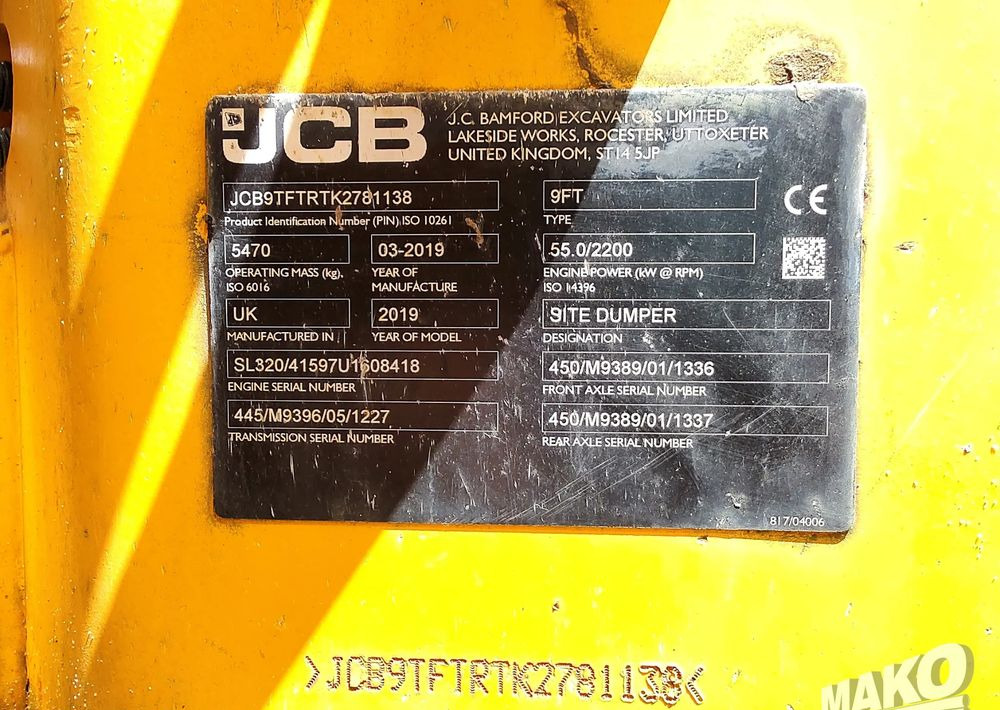 JCB
J.C. BAMFORD EXCAVATORS LIMITED
LAKESIDE WORKS, ROCESTER, UTTOXETER
UNITED KINGDOM, ST14 5JP
JCB9TFTRTK2781138
Product Identification Number (PIN) ISO 10261
9FT
TYPE
CE
5470
OPERATING MASS (kg).
ISO 6016
03-2019
YEAR OF
MANUFACTURE
55.0/2200
ENGINE POWER (kW @ RPM)
ISO 14396
UK
MANUFACTURED IN
2019
YEAR OF MODEL
SITE DUMPER
DESIGNATION
SL320/41597U1608418
ENGINE SERIAL NUMBER
450/M9389/01/1336
FRONT AXLE SERIAL NUMBER
445/M9396/05/1227
TRANSMISSION SERIAL NUMBER
450/M9389/01/1337
REAR AXLE SERIAL NUMBER
817/04006
>JCB9TFTRTK2781138<
MAKO